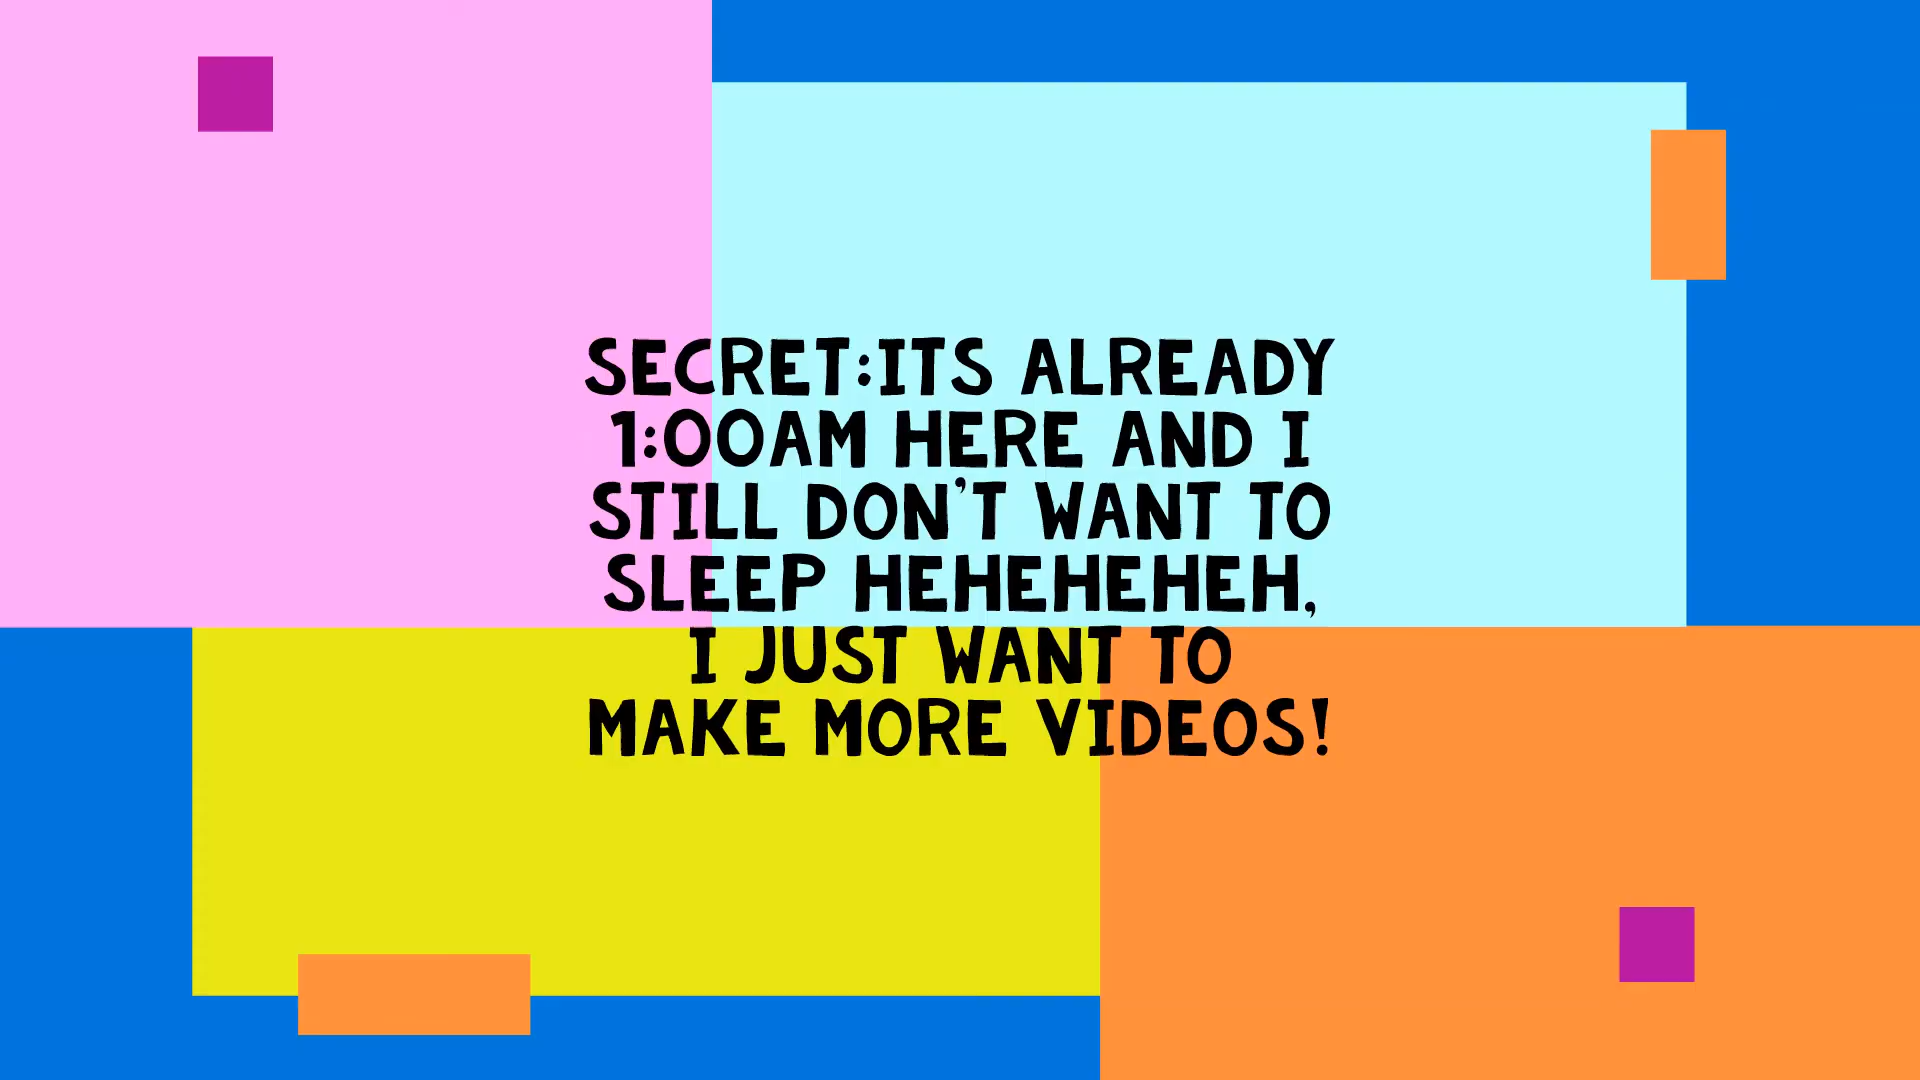 SECRET:ITS ALREADY
1:00AM HERE AND I
STILL DON'T WANT TO
SLEEP HEHEHEHEH,
I JUST WANT TO
MAKE MORE VIDEOS!